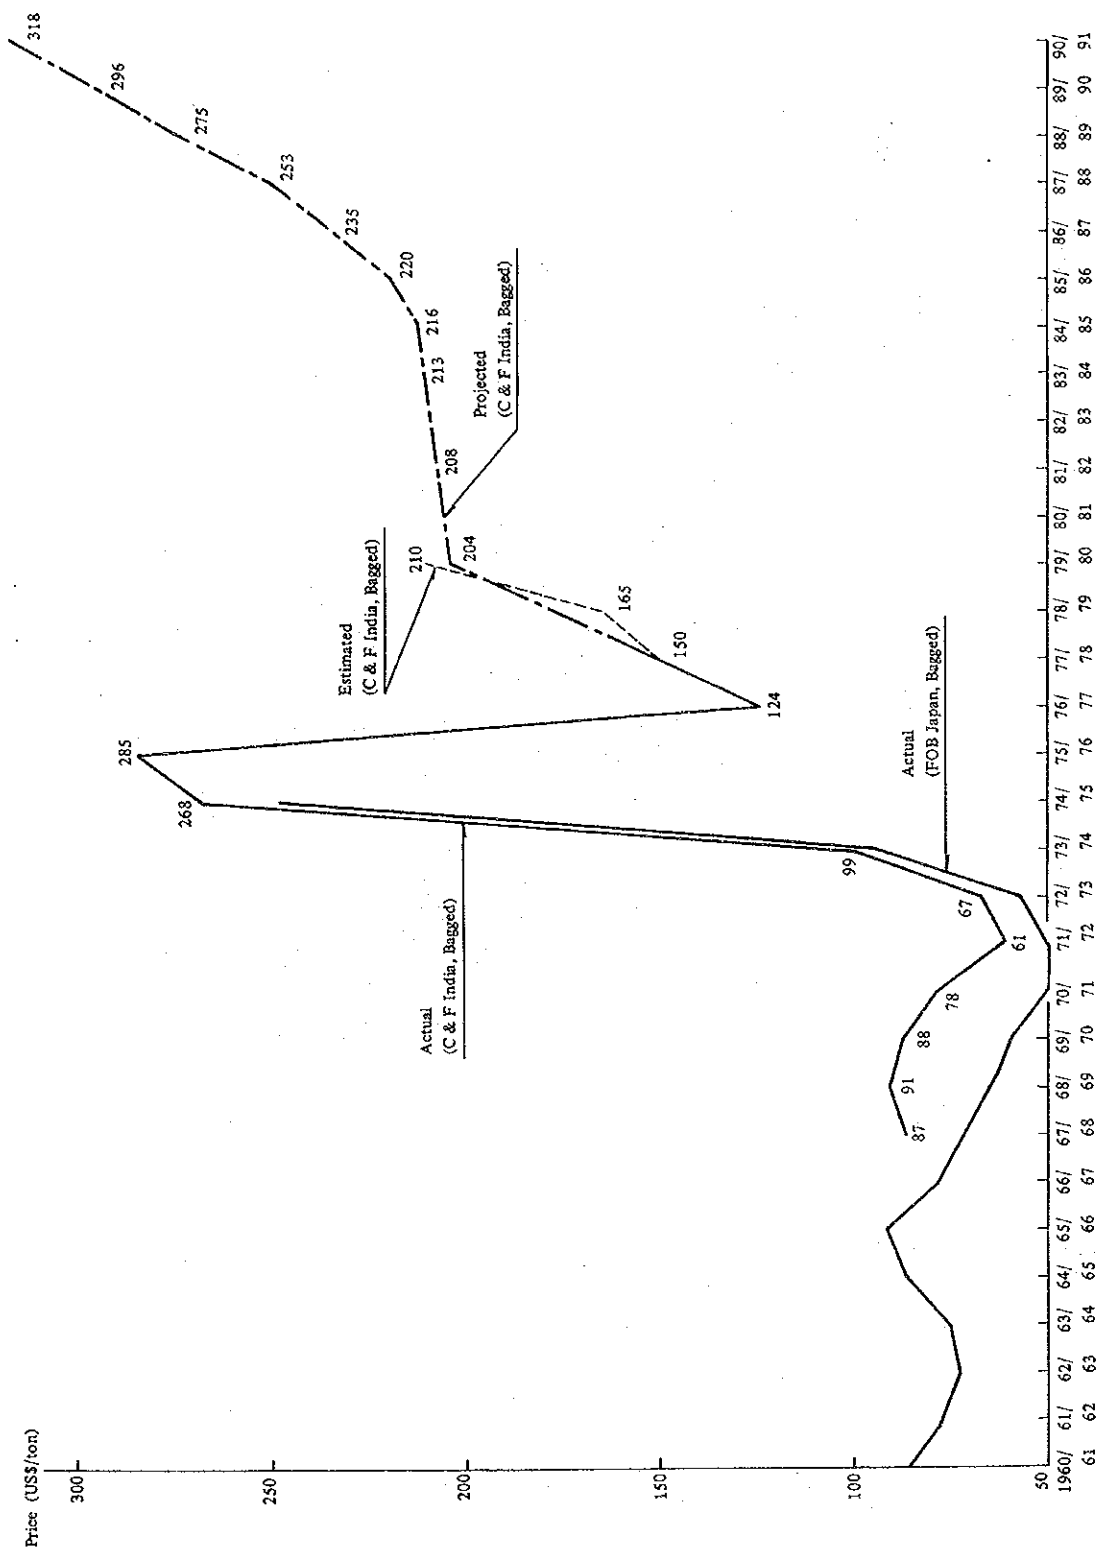 Price (US$/ton)
300
250
200
150
100
50
318
296
275
253
235
220
216
213
208
204
210
165
150
124
285
268
99
67
61
78
88
91
87
Projected
(C & F India, Bagged)
Estimated
(C & F India, Bagged)
Actual
(C & F India, Bagged)
Actual
(FOB Japan, Bagged)
1960/ 61/ 62/ 63/ 64/ 65/ 66/ 67/ 68/ 69/ 70/ 71/ 72/ 73/ 74/ 75/ 76/ 77/ 78/ 79/ 80/ 81/ 82/ 83/ 84/ 85/ 86/ 87/ 88/ 89/ 90/
61 62 63 64 65 66 67 68 69 70 71 72 73 74 75 76 77 78 79 80 81 82 83 84 85 86 87 88 89 90 91